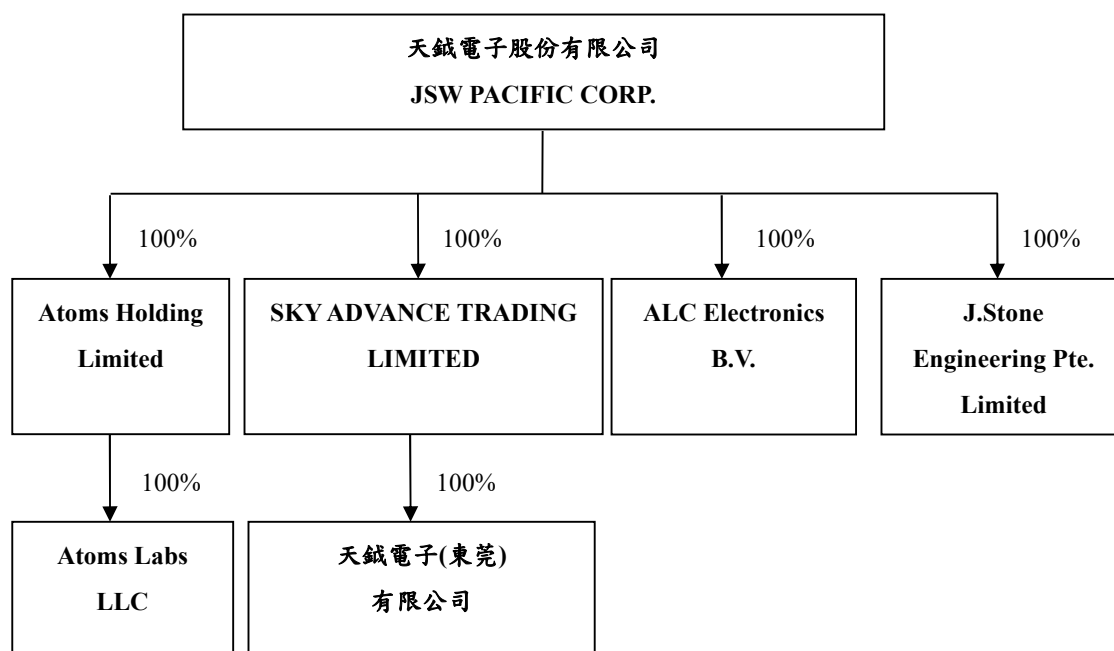 天鉞電子股份有限公司
JSW PACIFIC CORP.
100%
100%
100%
100%
Atoms Holding
Limited
SKY ADVANCE TRADING
LIMITED
ALC Electronics
B.V.
J.Stone
Engineering Pte.
Limited
100%
100%
Atoms Labs
LLC
天鉞電子(東莞)
有限公司